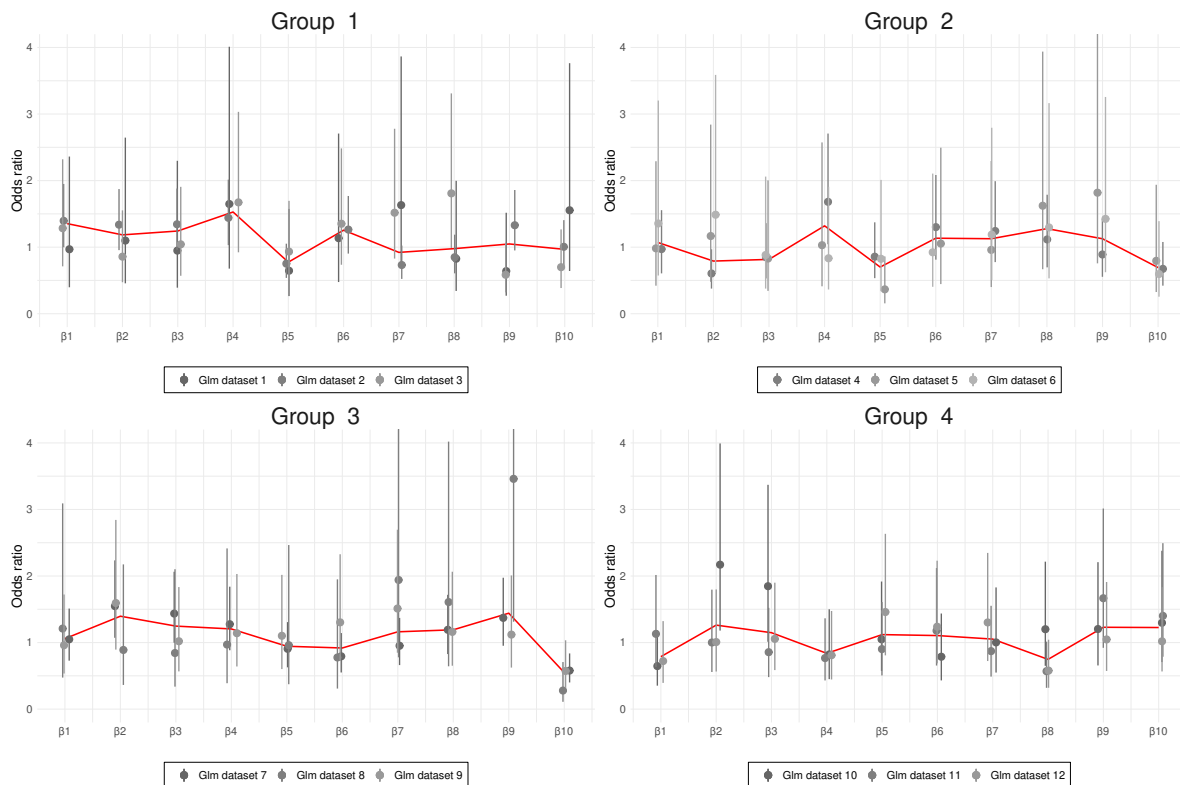 Group 1
Odds ratio
4
3
2
1
0
β1 β2 β3 β4 β5 β6 β7 β8 β9 β10
Glm dataset 1 Glm dataset 2 Glm dataset 3
Group 2
Odds ratio
4
3
2
1
0
β1 β2 β3 β4 β5 β6 β7 β8 β9 β10
Glm dataset 4 Glm dataset 5 Glm dataset 6
Group 3
Odds ratio
4
3
2
1
0
β1 β2 β3 β4 β5 β6 β7 β8 β9 β10
Glm dataset 7 Glm dataset 8 Glm dataset 9
Group 4
Odds ratio
4
3
2
1
0
β1 β2 β3 β4 β5 β6 β7 β8 β9 β10
Glm dataset 10 Glm dataset 11 Glm dataset 12